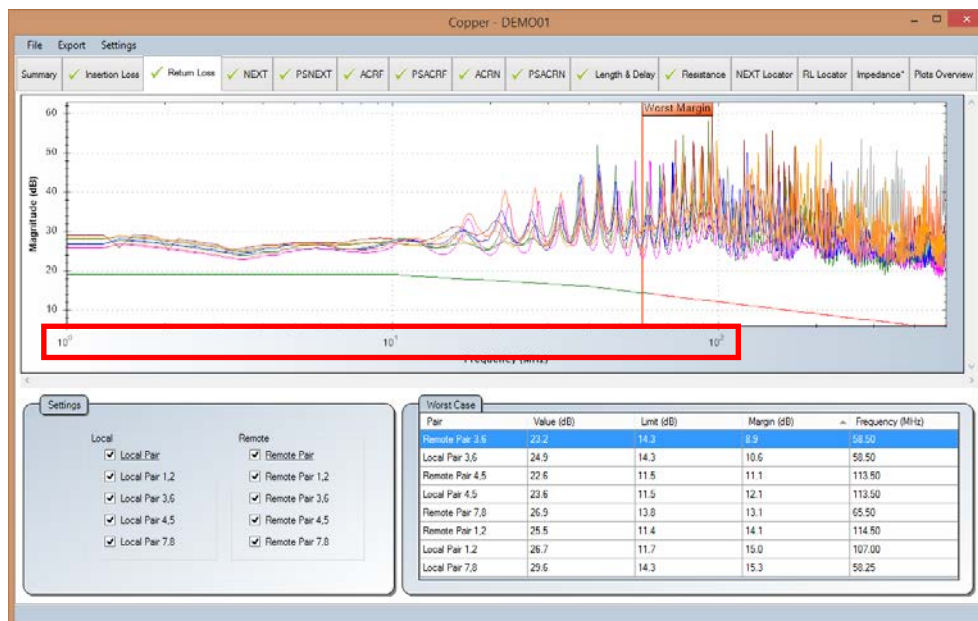 Copper - DEMO01
File Export Settings
Summary Insertion Loss Return Loss NEXT PSNEXT ACRF PSACRF ACRN PSACRN Length & Delay Resistance NEXT Locator RL Locator Impedance* Plots Overview
Worst Margin
60
50
40
30
20
10
Magnitude (dB)
10⁰ 10¹ 10²
Frequency (MHz)
Settings
Local Remote
Local Pair Remote Pair
Local Pair 1,2 Remote Pair 1,2
Local Pair 3,6 Remote Pair 3,6
Local Pair 4,5 Remote Pair 4,5
Local Pair 7,8 Remote Pair 7,8
Worst Case
Pair Value (dB) Limit (dB) Margin (dB) Frequency (MHz)
Remote Pair 3,6 23.2 14.3 8.9 58.50
Local Pair 3,6 24.9 14.3 10.6 58.50
Remote Pair 4,5 22.6 11.5 11.1 113.50
Local Pair 4,5 23.6 11.5 12.1 113.50
Remote Pair 7,8 26.9 13.8 13.1 65.50
Remote Pair 1,2 25.5 11.4 14.1 114.50
Local Pair 1,2 26.7 11.7 15.0 107.00
Local Pair 7,8 29.6 14.3 15.3 58.25